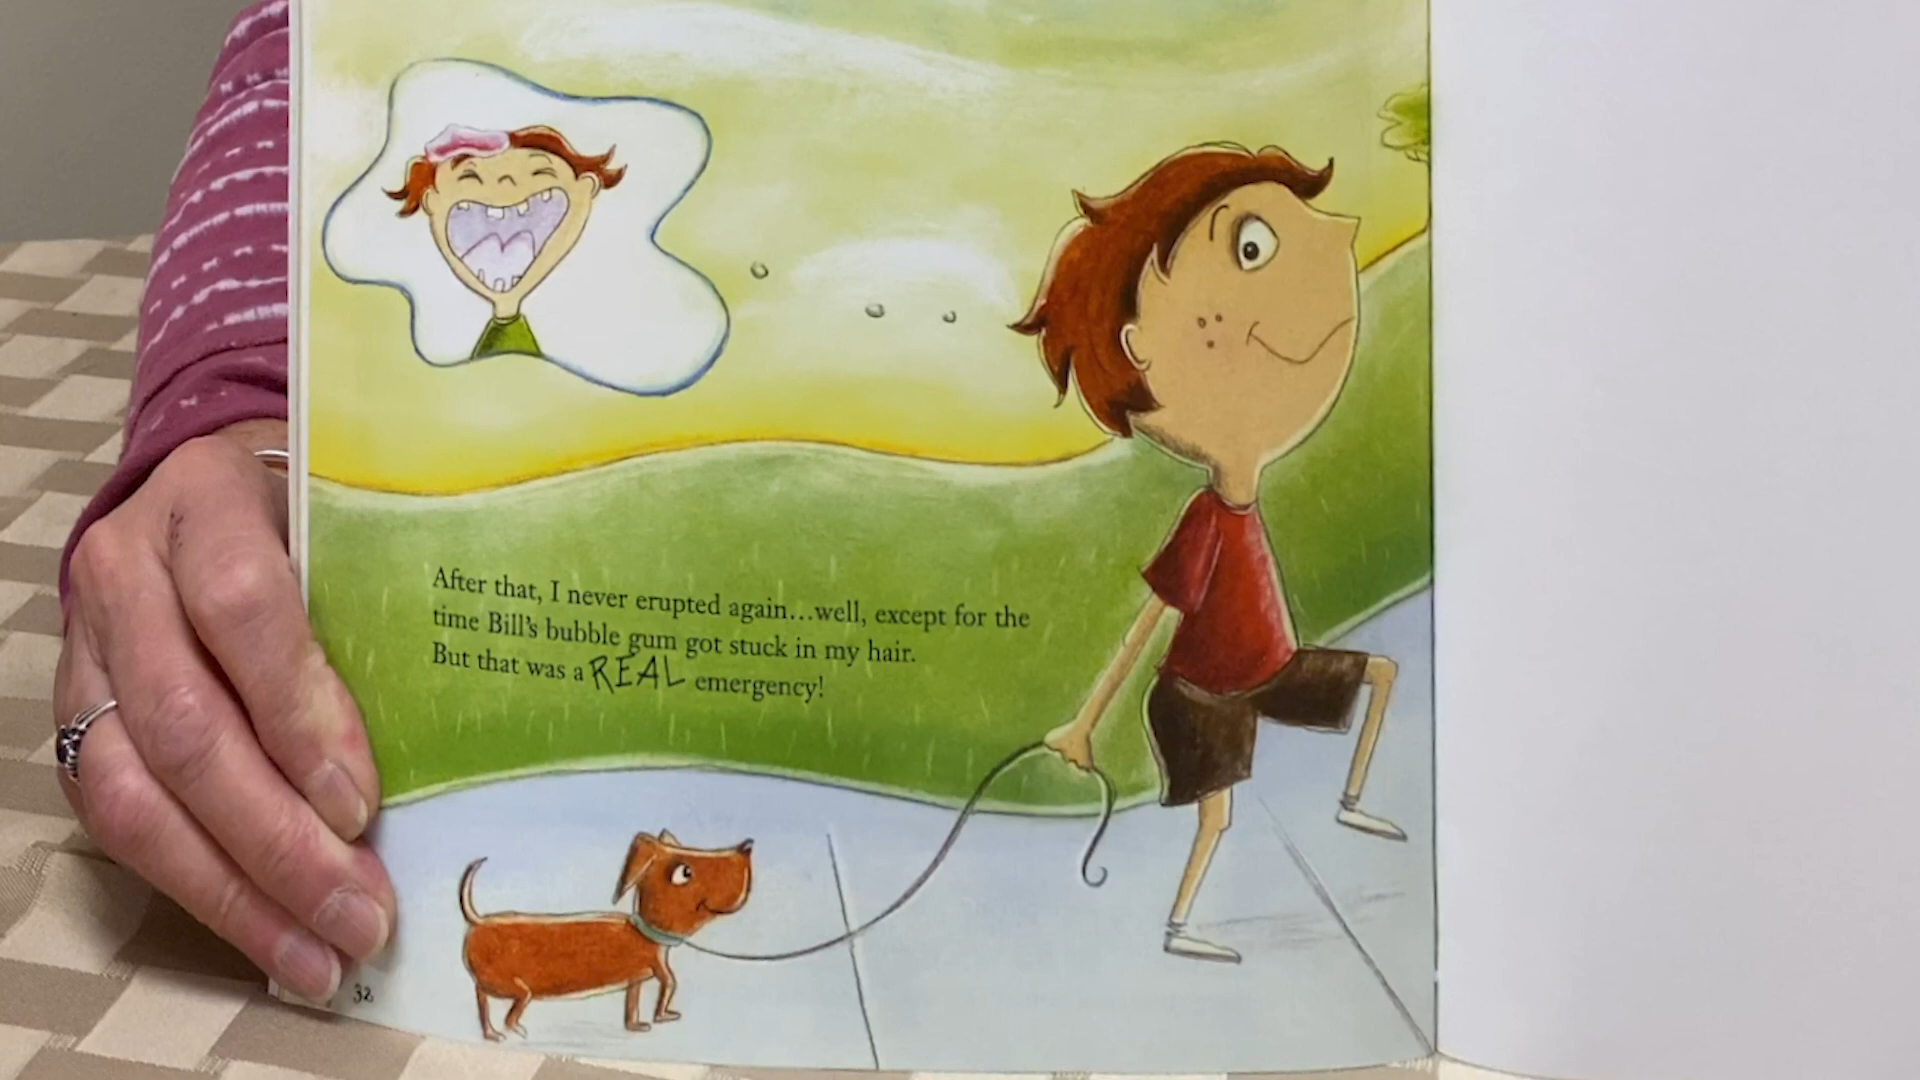 After that, I never erupted again...well, except for the
time Bill's bubble gum got stuck in my hair.
But that was a REAL emergency!
32